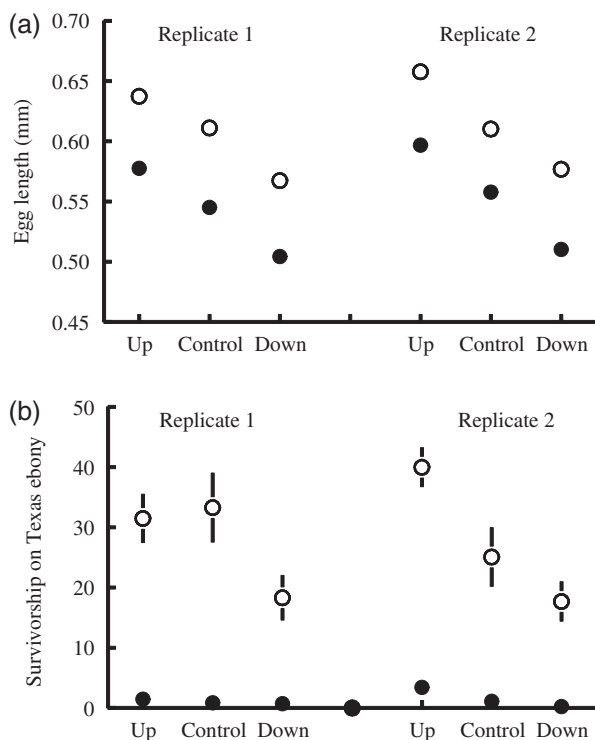 (a)
0.70
Replicate 1 Replicate 2
0.65
0.60
0.55
0.50
0.45
Egg length (mm)
Up Control Down Up Control Down
(b)
50
Replicate 1 Replicate 2
40
30
20
10
0
Survivorship on Texas ebony
Up Control Down Up Control Down